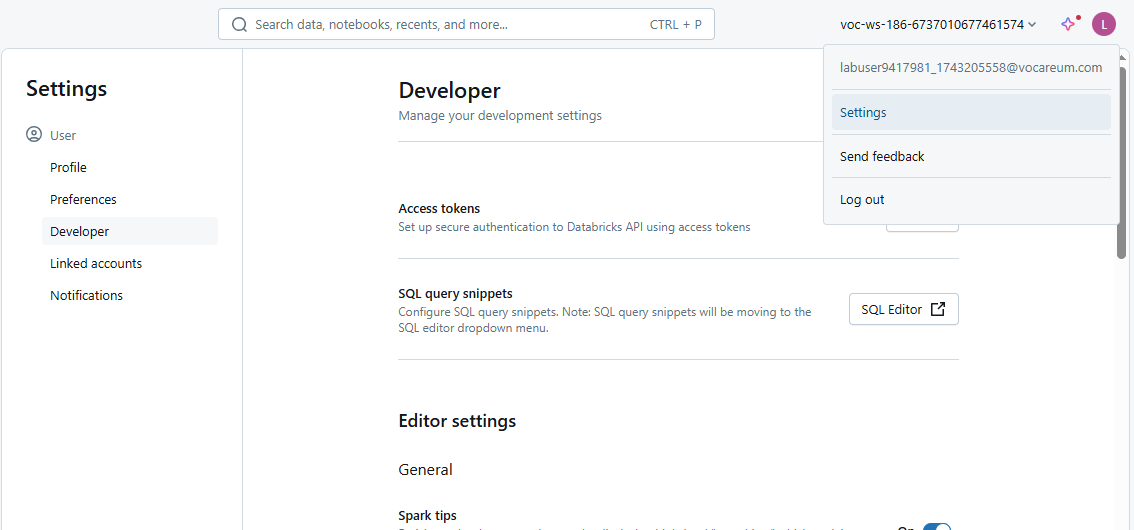 Search data, notebooks, recents, and more... CTRL + P
voc-ws-186-6737010677461574
L
labuser9417981_1743205558@vocareum.com
Settings
Send feedback
Log out
Settings
User
Profile
Preferences
Developer
Linked accounts
Notifications
Developer
Manage your development settings
Access tokens
Set up secure authentication to Databricks API using access tokens
SQL query snippets
Configure SQL query snippets. Note: SQL query snippets will be moving to the
SQL editor dropdown menu.
SQL Editor
Editor settings
General
Spark tips
On